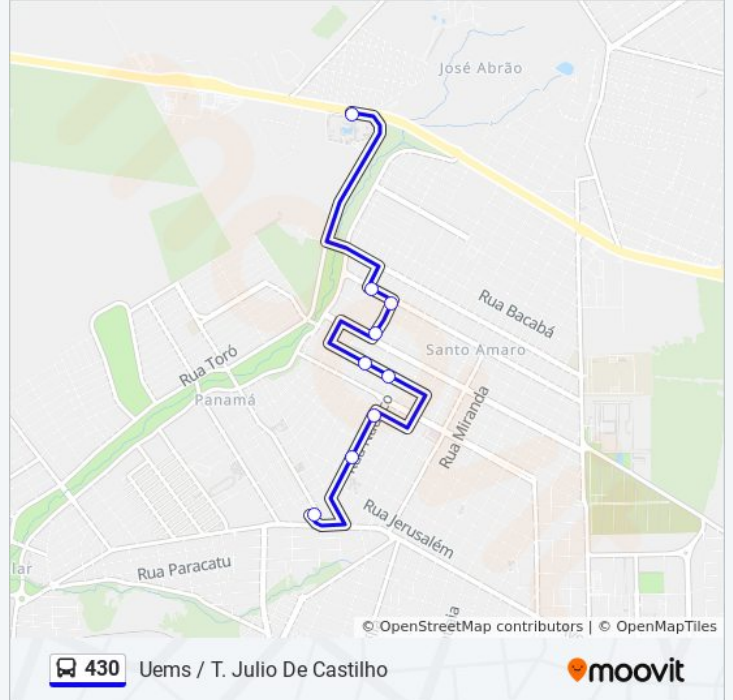 José Abrão
Rua Bacabá
Santo Amaro
Rua Toró
Panamá
Rua Miranda
Rua Jerusalém
Rua Paracatu
lar
© OpenStreetMap contributors | © OpenMapTiles
430 Uems / T. Julio De Castilho
moovit